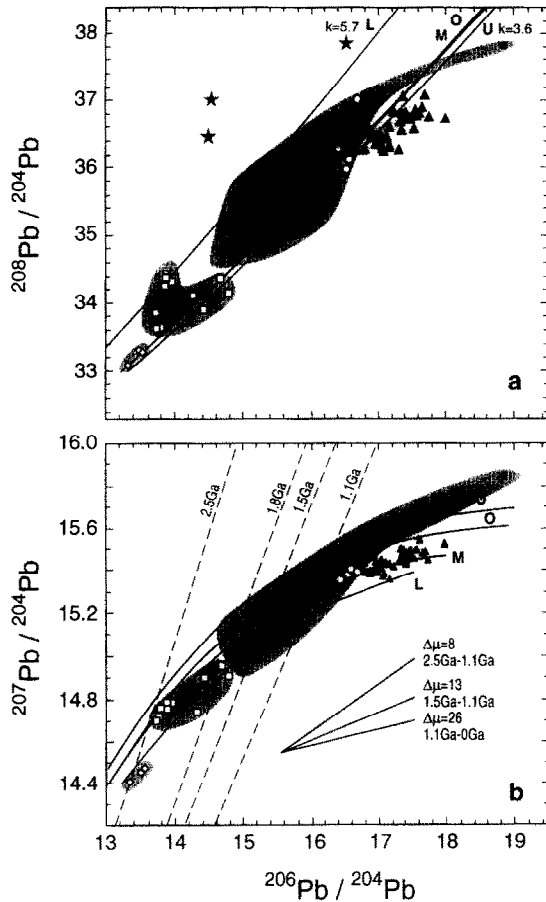 a
k=5.7 L
O
M
U k=3.6
38
37
36
35
34
33
208Pb / 204Pb
b
2.5Ga
1.8Ga
1.5Ga
1.1Ga
O
M
L
16.0
15.6
15.2
14.8
14.4
207Pb / 204Pb
Δμ=8
2.5Ga-1.1Ga
Δμ=13
1.5Ga-1.1Ga
Δμ=26
1.1Ga-0Ga
13 14 15 16 17 18 19
206Pb / 204Pb